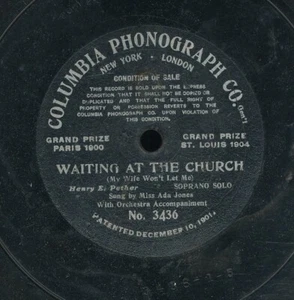 COLUMBIA PHONOGRAPH CO. Gen'l
NEW YORK · LONDON
CONDITION OF SALE
THIS RECORD IS SOLD UPON THE EXPRESS
CONDITION THAT IT SHALL NOT BE COPIED OR
DUPLICATED AND THAT THE FULL RIGHT OF
PROPERTY OR POSSESSION REVERTS TO THE
COLUMBIA PHONOGRAPH CO. UPON VIOLATION OF
THIS CONDITION.
GRAND PRIZE GRAND PRIZE
PARIS 1900 ST. LOUIS 1904
WAITING AT THE CHURCH
(My Wife Won't Let Me)
Henry E. Pether SOPRANO SOLO
Sung by Miss Ada Jones
With Orchestra Accompaniment
No. 3436
PATENTED DECEMBER 10, 1901.